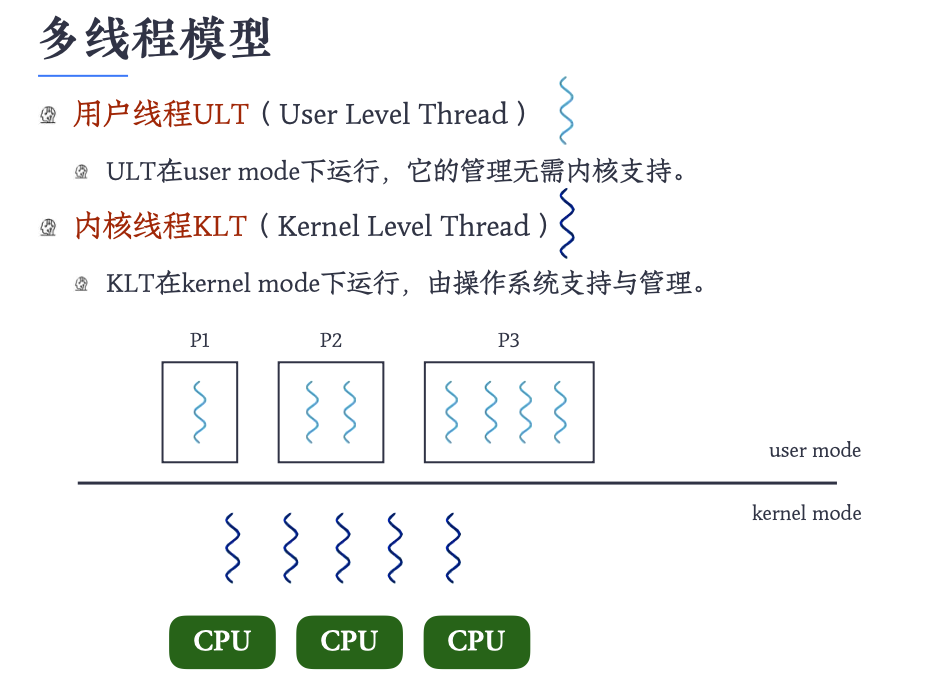 多线程模型
用户线程ULT（User Level Thread）
ULT在user mode下运行，它的管理无需内核支持。
内核线程KLT（Kernel Level Thread）
KLT在kernel mode下运行，由操作系统支持与管理。
P1 P2 P3
user mode
kernel mode
CPU CPU CPU